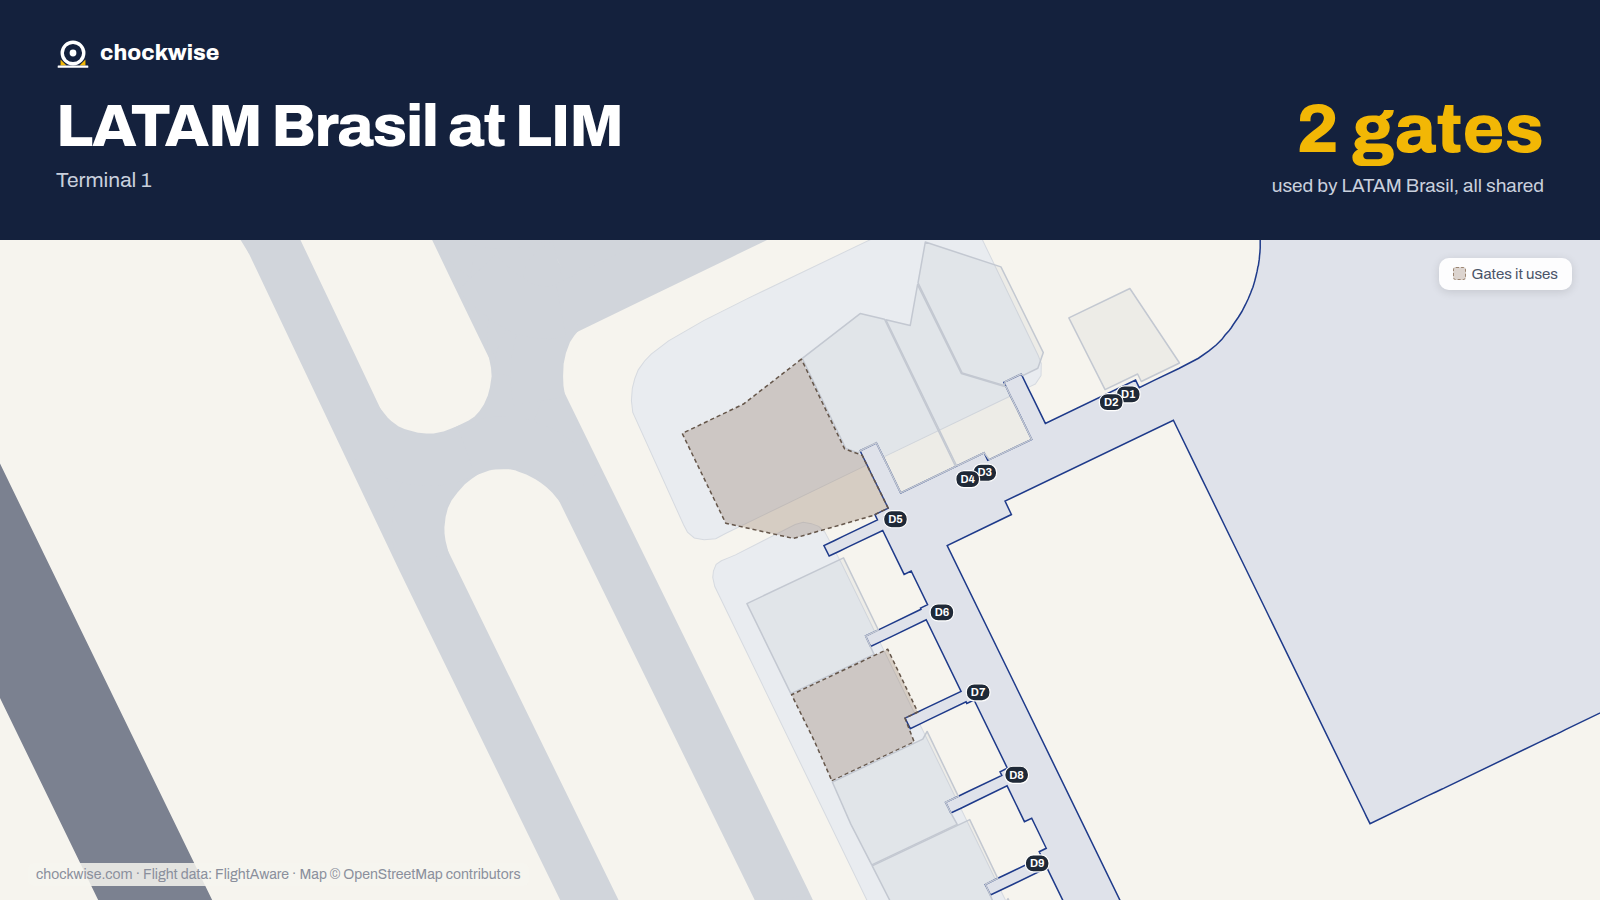 chockwise
LATAM Brasil at LIM
Terminal 1
2 gates
used by LATAM Brasil, all shared
Gates it uses
D1
D2
D3
D4
D5
D6
D7
D8
D9
chockwise.com · Flight data: FlightAware · Map © OpenStreetMap contributors